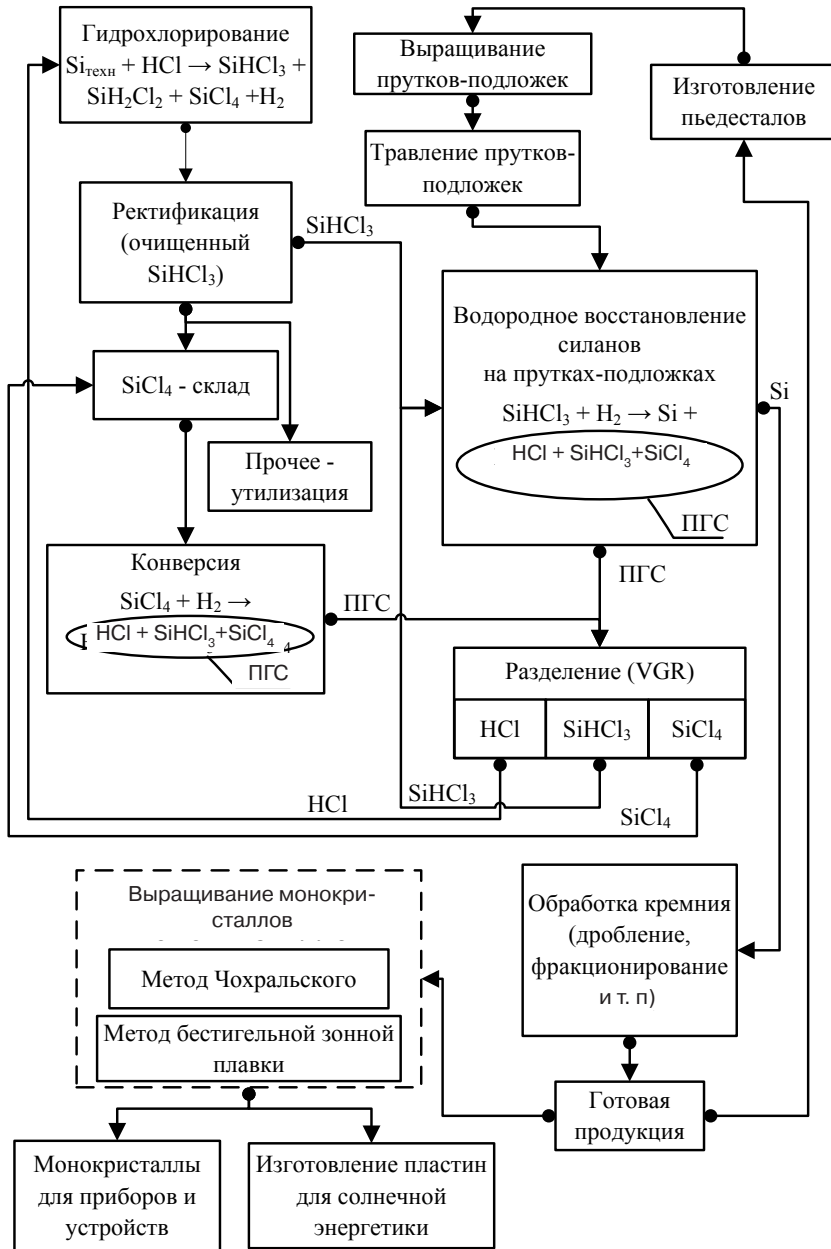 Гидрохлорирование
Siтехн + HCl → SiHCl3 +
SiH2Cl2 + SiCl4 +H2
Выращивание
прутков-подложек
Изготовление
пьедесталов
Травление прутков-
подложек
Ректификация
(очищенный
SiHCl3)
SiHCl3
Водородное восстановление
силанов
на прутках-подложках
SiHCl3 + H2 → Si +
HCl + SiHCl3+SiCl4
ПГС
Si
SiCl4 - склад
Прочее -
утилизация
Конверсия
SiCl4 + H2 →
HCl + SiHCl3+SiCl4
ПГС
ПГС
ПГС
Разделение (VGR)
HCl
SiHCl3
SiCl4
HCl
SiHCl3
SiCl4
Выращивание монокри-
сталлов
Метод Чохральского
Метод бестигельной зонной
плавки
Обработка кремния
(дробление,
фракционирование
и т. п)
Готовая
продукция
Монокристаллы
для приборов и
устройств
Изготовление пластин
для солнечной
энергетики